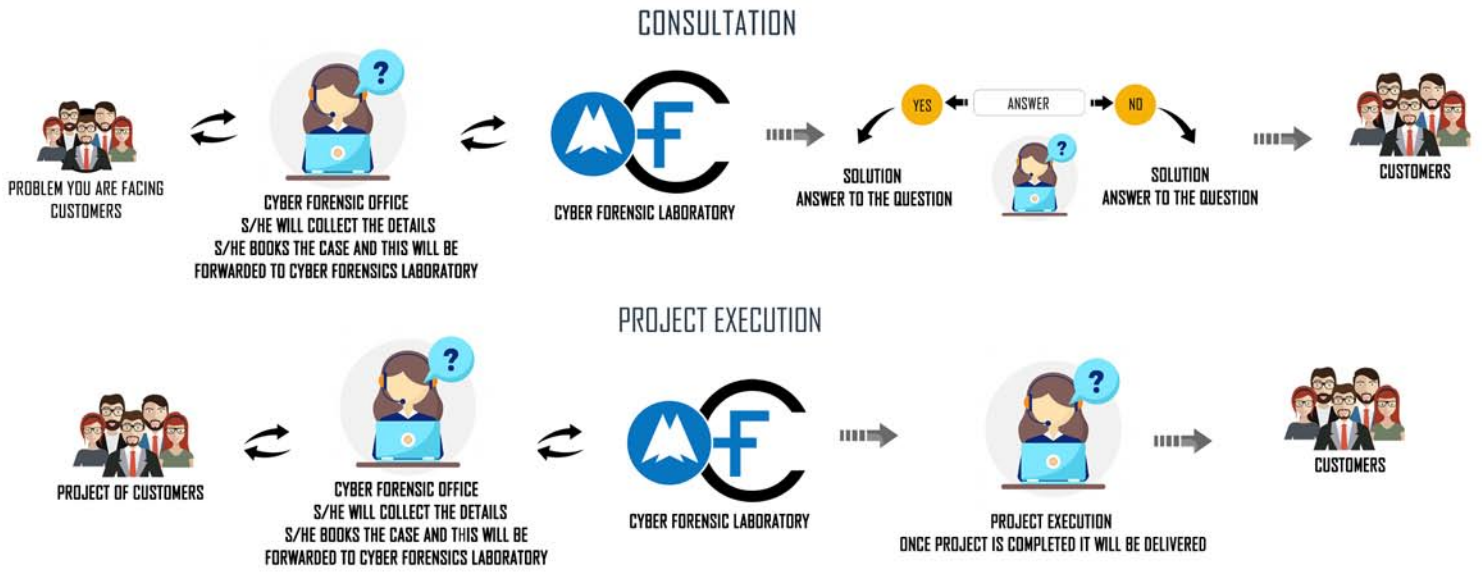 CONSULTATION
?
YES
ANSWER
NO
?
SOLUTION
ANSWER TO THE QUESTION
SOLUTION
ANSWER TO THE QUESTION
CUSTOMERS
PROBLEM YOU ARE FACING
CUSTOMERS
CYBER FORENSIC OFFICE
S/HE WILL COLLECT THE DETAILS
S/HE BOOKS THE CASE AND THIS WILL BE
FORWARDED TO CYBER FORENSICS LABORATORY
CF
CYBER FORENSIC LABORATORY
PROJECT EXECUTION
?
?
PROJECT OF CUSTOMERS
CYBER FORENSIC OFFICE
S/HE WILL COLLECT THE DETAILS
S/HE BOOKS THE CASE AND THIS WILL BE
FORWARDED TO CYBER FORENSICS LABORATORY
CF
CYBER FORENSIC LABORATORY
PROJECT EXECUTION
ONCE PROJECT IS COMPLETED IT WILL BE DELIVERED
CUSTOMERS